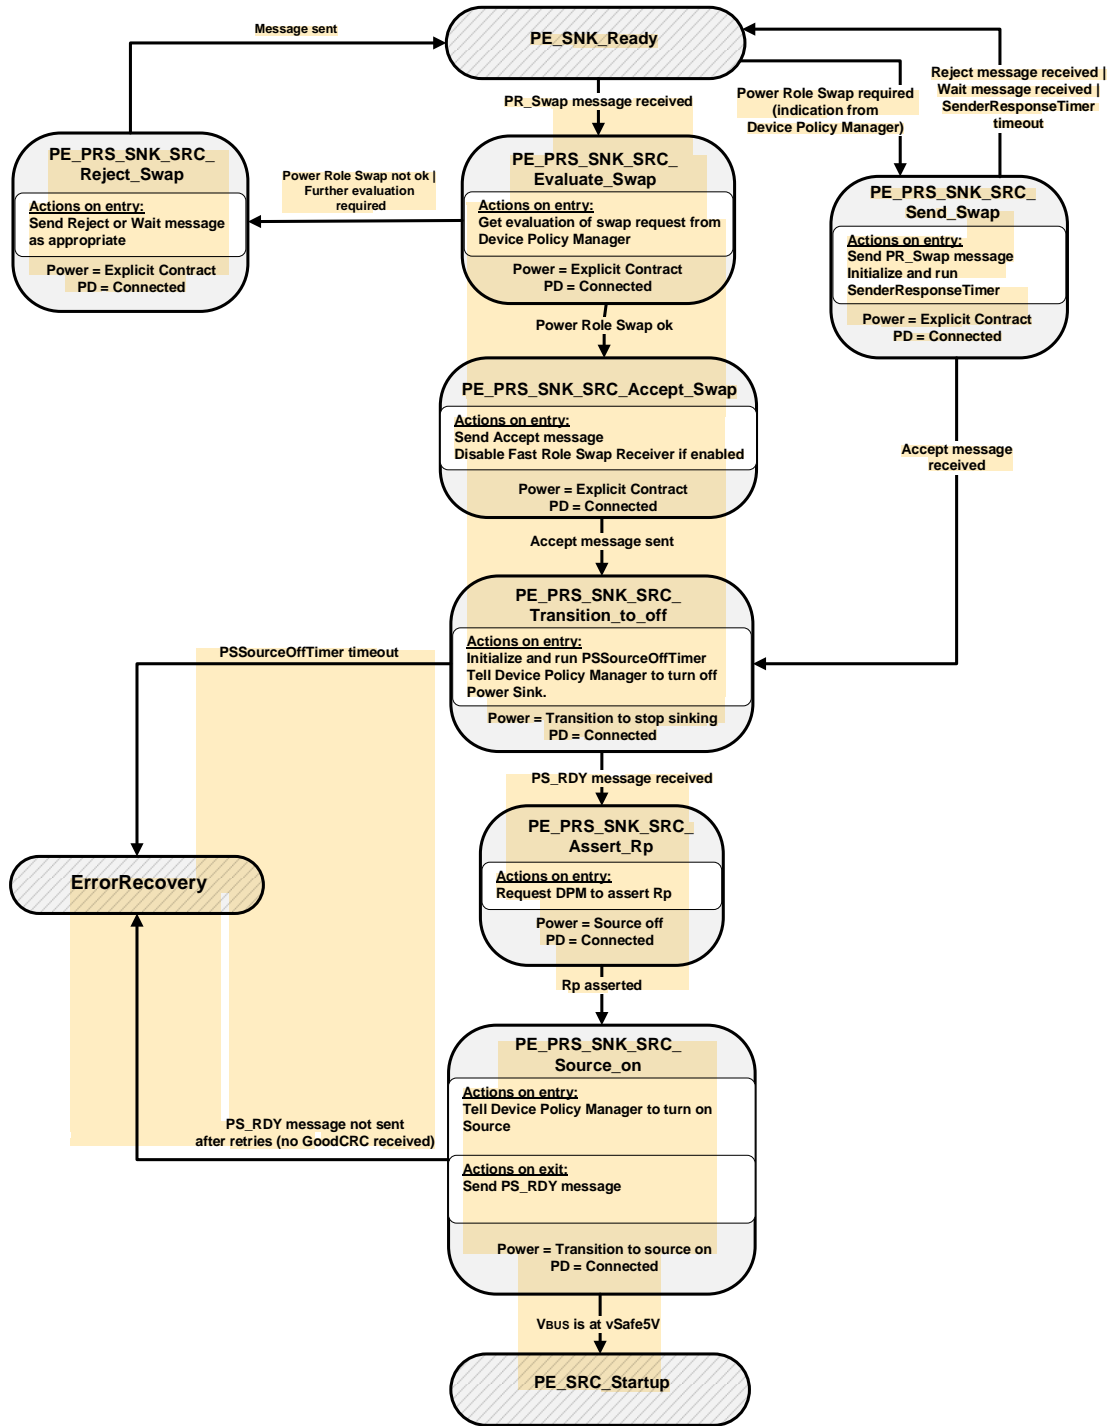 Message sent
PE_SNK_Ready
PR_Swap message received
Power Role Swap required
(indication from
Device Policy Manager)
Reject message received |
Wait message received |
SenderResponseTimer
timeout
PE_PRS_SNK_SRC_
Reject_Swap
Actions on entry:
Send Reject or Wait message
as appropriate
Power = Explicit Contract
PD = Connected
Power Role Swap not ok |
Further evaluation
required
PE_PRS_SNK_SRC_
Evaluate_Swap
Actions on entry:
Get evaluation of swap request from
Device Policy Manager
Power = Explicit Contract
PD = Connected
PE_PRS_SNK_SRC_
Send_Swap
Actions on entry:
Send PR_Swap message
Initialize and run
SenderResponseTimer
Power = Explicit Contract
PD = Connected
Power Role Swap ok
PE_PRS_SNK_SRC_Accept_Swap
Actions on entry:
Send Accept message
Disable Fast Role Swap Receiver if enabled
Power = Explicit Contract
PD = Connected
Accept message
received
Accept message sent
PE_PRS_SNK_SRC_
Transition_to_off
Actions on entry:
Initialize and run PSSourceOffTimer
Tell Device Policy Manager to turn off
Power Sink.
Power = Transition to stop sinking
PD = Connected
PSSourceOffTimer timeout
PS_RDY message received
PE_PRS_SNK_SRC_
Assert_Rp
Actions on entry:
Request DPM to assert Rp
Power = Source off
PD = Connected
ErrorRecovery
Rp asserted
PE_PRS_SNK_SRC_
Source_on
Actions on entry:
Tell Device Policy Manager to turn on
Source
Actions on exit:
Send PS_RDY message
Power = Transition to source on
PD = Connected
PS_RDY message not sent
after retries (no GoodCRC received)
VBUS is at vSafe5V
PE_SRC_Startup